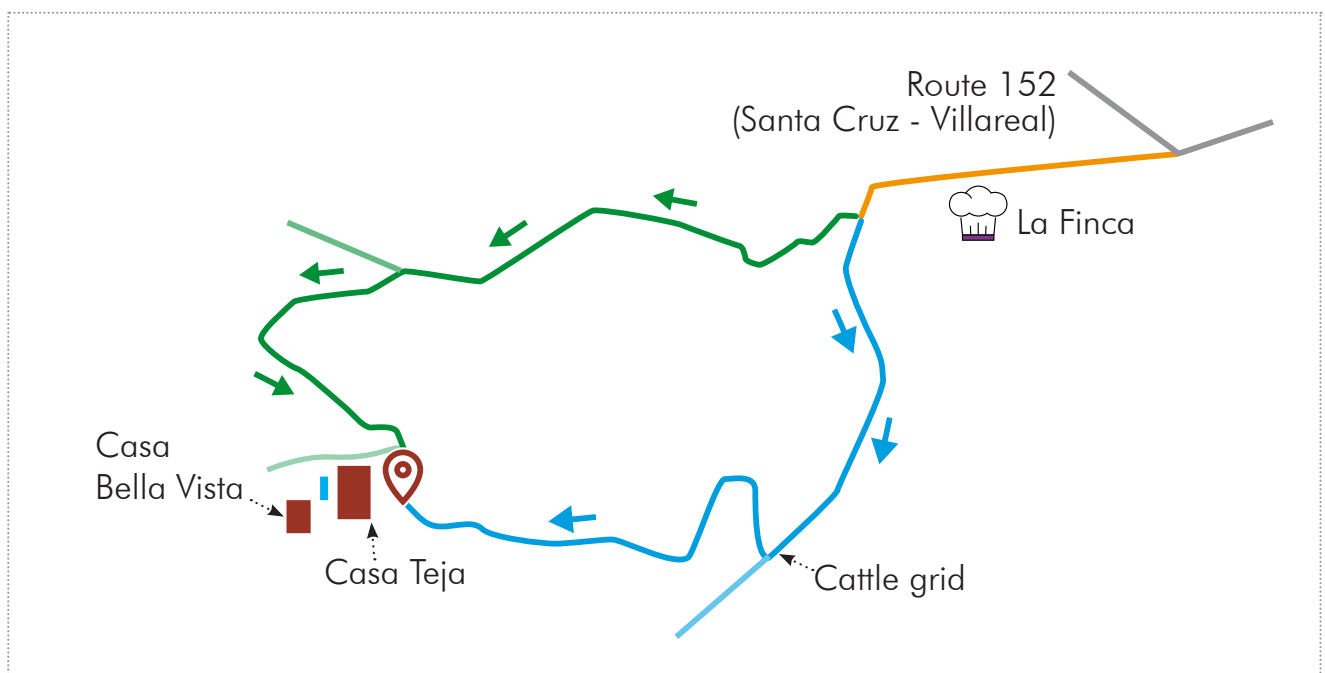 Route 152
(Santa Cruz - Villareal)
La Finca
Casa
Bella Vista
Casa Teja
Cattle grid